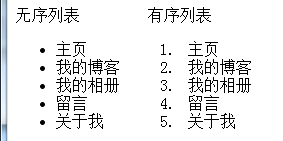 无序列表
主页
我的博客
我的相册
留言
关于我
有序列表
1. 主页
2. 我的博客
3. 我的相册
4. 留言
5. 关于我